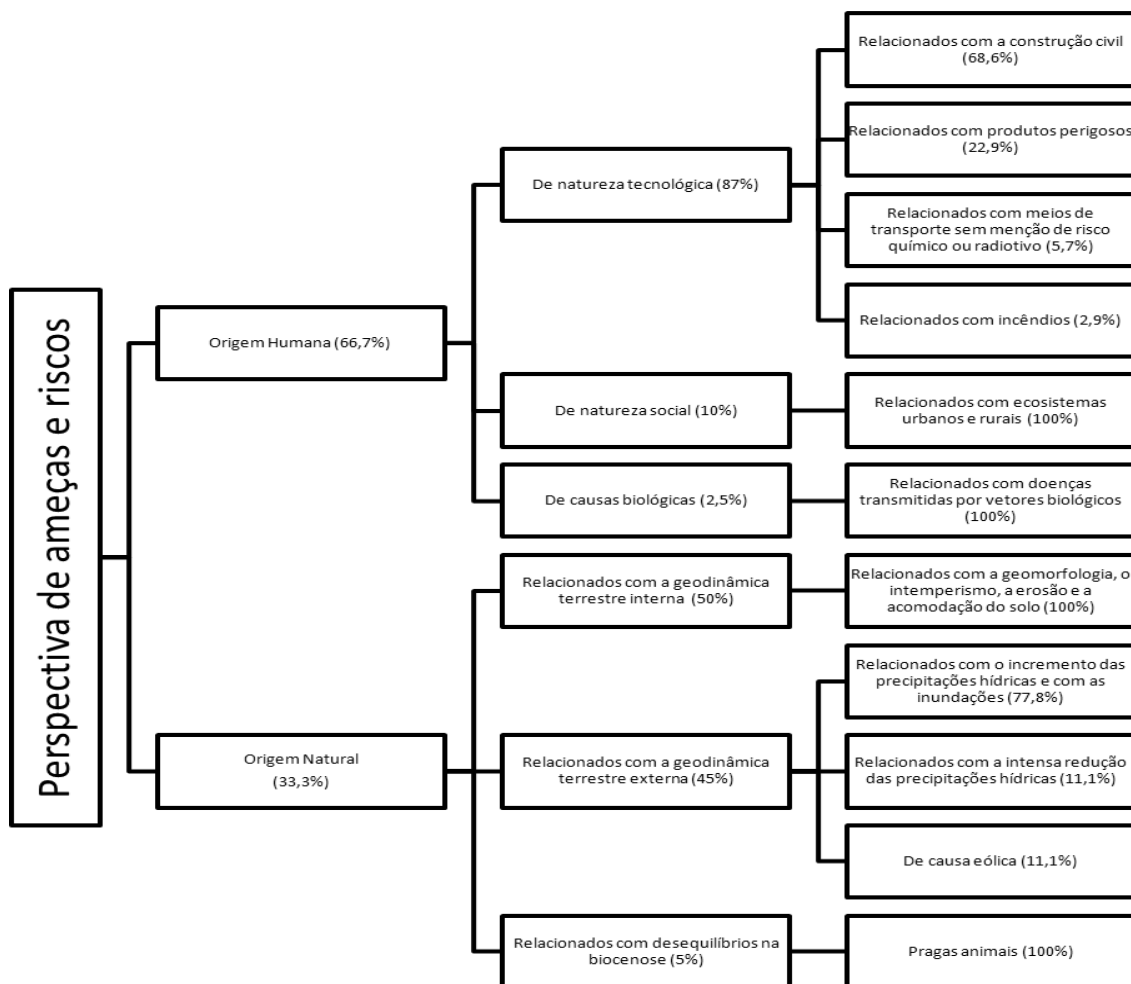 Perspectiva de ameças e riscos
Origem Humana (66,7%)
De natureza tecnológica (87%)
Relacionados com a construção civil
(68,6%)
Relacionados com produtos perigosos
(22,9%)
Relacionados com meios de
transporte sem menção de risco
químico ou radiotivo (5,7%)
Relacionados com incêndios (2,9%)
De natureza social (10%)
Relacionados com ecosistemas
urbanos e rurais (100%)
De causas biológicas (2,5%)
Relacionados com doenças
transmitidas por vetores biológicos
(100%)
Origem Natural
(33,3%)
Relacionados com a geodinâmica
terrestre interna (50%)
Relacionados com a geomorfologia, o
intemperismo, a erosão e a
acomodação do solo (100%)
Relacionados com a geodinâmica
terrestre externa (45%)
Relacionados com o incremento das
precipitações hídricas e com as
inundações (77,8%)
Relacionados com a intensa redução
das precipitações hídricas (11,1%)
De causa eólica (11,1%)
Relacionados com desequilíbrios na
biocenose (5%)
Pragas animais (100%)